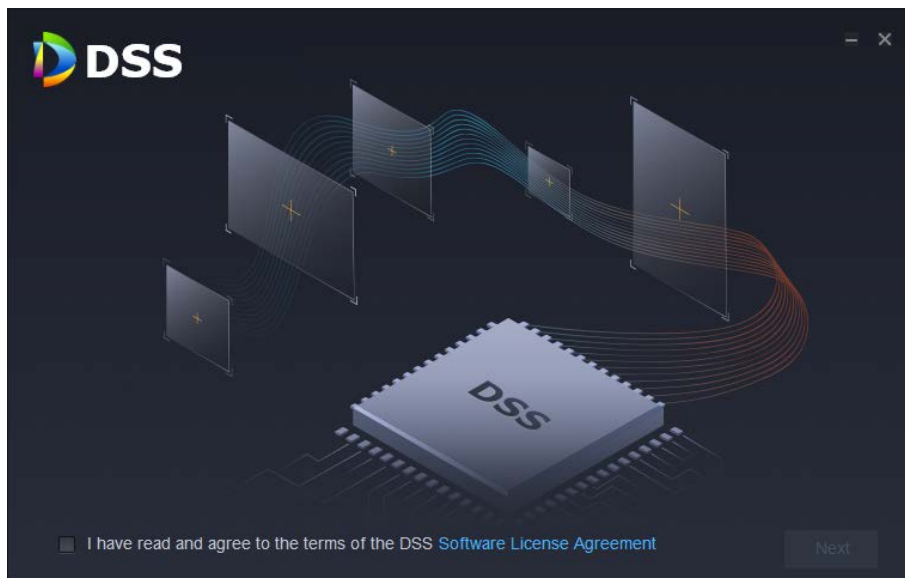 DSS
DSS
I have read and agree to the terms of the DSS Software License Agreement
Next